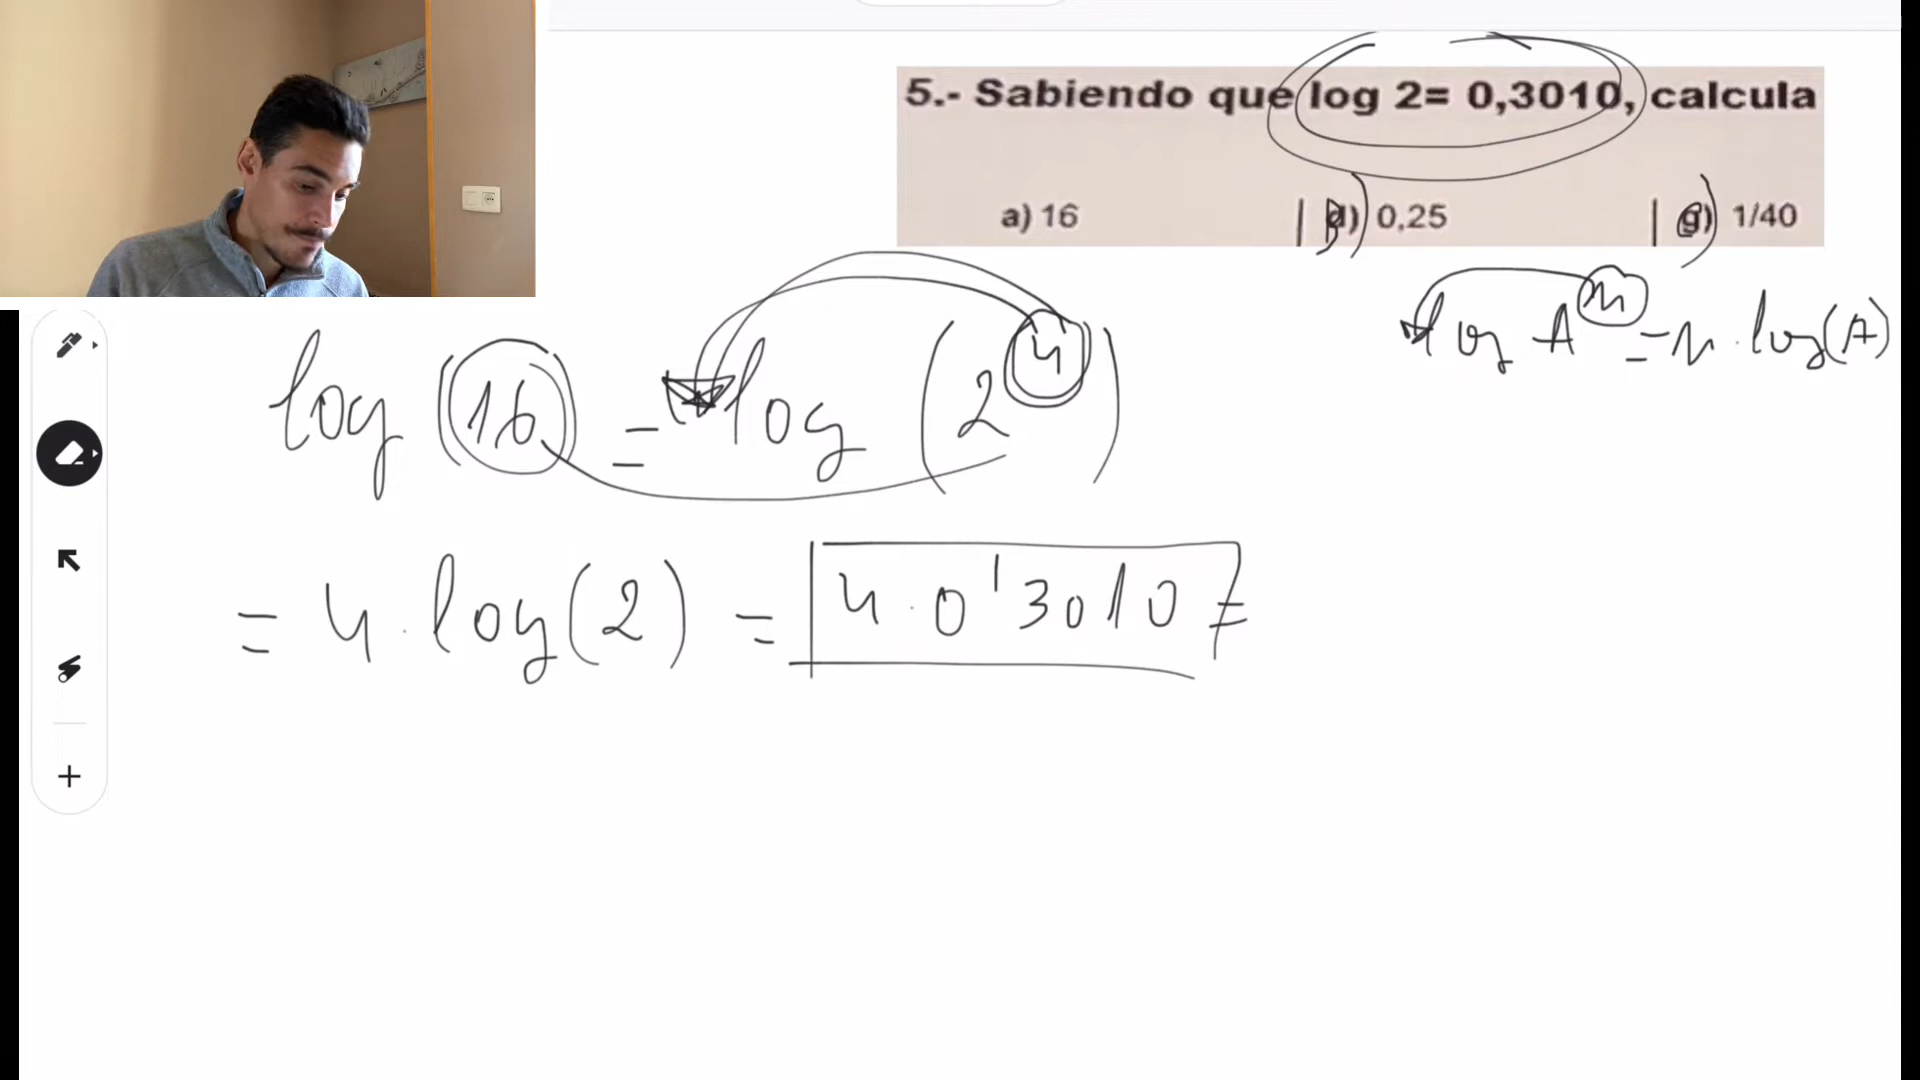 5.- Sabiendo que log 2= 0,3010, calcula
a) 16 | B) 0,25 | C) 1/40
log A^n = n · log(A)
log (16) = log (2^4)
= 4 · log(2) = 4 · 0'3010 =